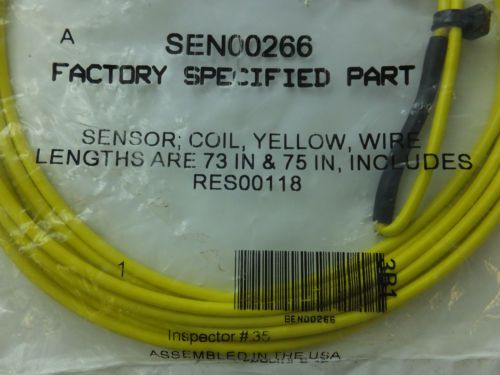 A
SEN00266
FACTORY SPECIFIED PART
SENSOR; COIL, YELLOW, WIRE
LENGTHS ARE 73 IN & 75 IN, INCLUDES
RES00118
1
3R1
SEN00266
Inspector # 35
ASSEMBLED IN THE USA